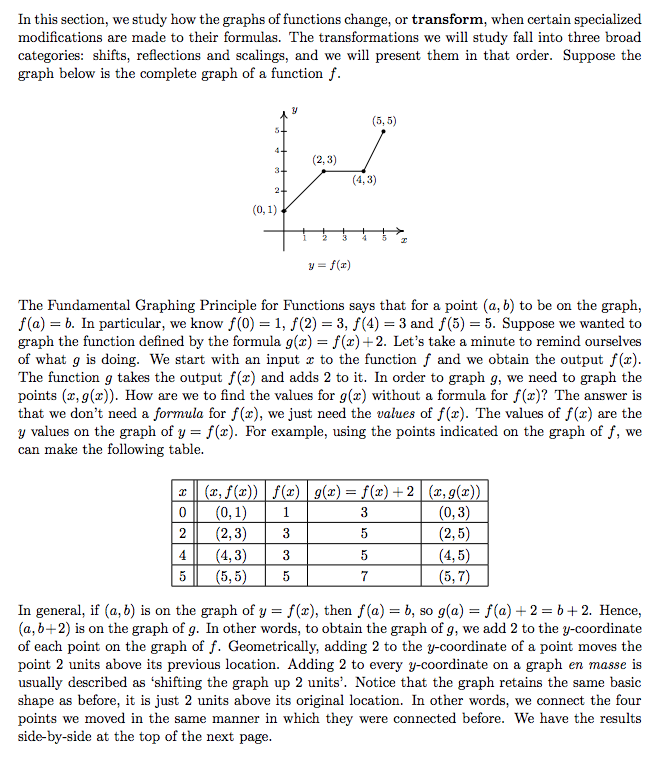 In this section, we study how the graphs of functions change, or transform, when certain specialized
modifications are made to their formulas. The transformations we will study fall into three broad
categories: shifts, reflections and scalings, and we will present them in that order. Suppose the
graph below is the complete graph of a function f.
y
(5, 5)
5
4
(2, 3)
3
(4, 3)
2
(0, 1)
1 2 3 4 5 x
y = f(x)
The Fundamental Graphing Principle for Functions says that for a point (a, b) to be on the graph,
f(a) = b. In particular, we know f(0) = 1, f(2) = 3, f(4) = 3 and f(5) = 5. Suppose we wanted to
graph the function defined by the formula g(x) = f(x) + 2. Let's take a minute to remind ourselves
of what g is doing. We start with an input x to the function f and we obtain the output f(x).
The function g takes the output f(x) and adds 2 to it. In order to graph g, we need to graph the
points (x, g(x)). How are we to find the values for g(x) without a formula for f(x)? The answer is
that we don't need a formula for f(x), we just need the values of f(x). The values of f(x) are the
y values on the graph of y = f(x). For example, using the points indicated on the graph of f, we
can make the following table.
x (x, f(x)) f(x) g(x) = f(x) + 2 (x, g(x))
0 (0, 1) 1 3 (0, 3)
2 (2, 3) 3 5 (2, 5)
4 (4, 3) 3 5 (4, 5)
5 (5, 5) 5 7 (5, 7)
In general, if (a, b) is on the graph of y = f(x), then f(a) = b, so g(a) = f(a) + 2 = b + 2. Hence,
(a, b+2) is on the graph of g. In other words, to obtain the graph of g, we add 2 to the y-coordinate
of each point on the graph of f. Geometrically, adding 2 to the y-coordinate of a point moves the
point 2 units above its previous location. Adding 2 to every y-coordinate on a graph en masse is
usually described as 'shifting the graph up 2 units'. Notice that the graph retains the same basic
shape as before, it is just 2 units above its original location. In other words, we connect the four
points we moved in the same manner in which they were connected before. We have the results
side-by-side at the top of the next page.